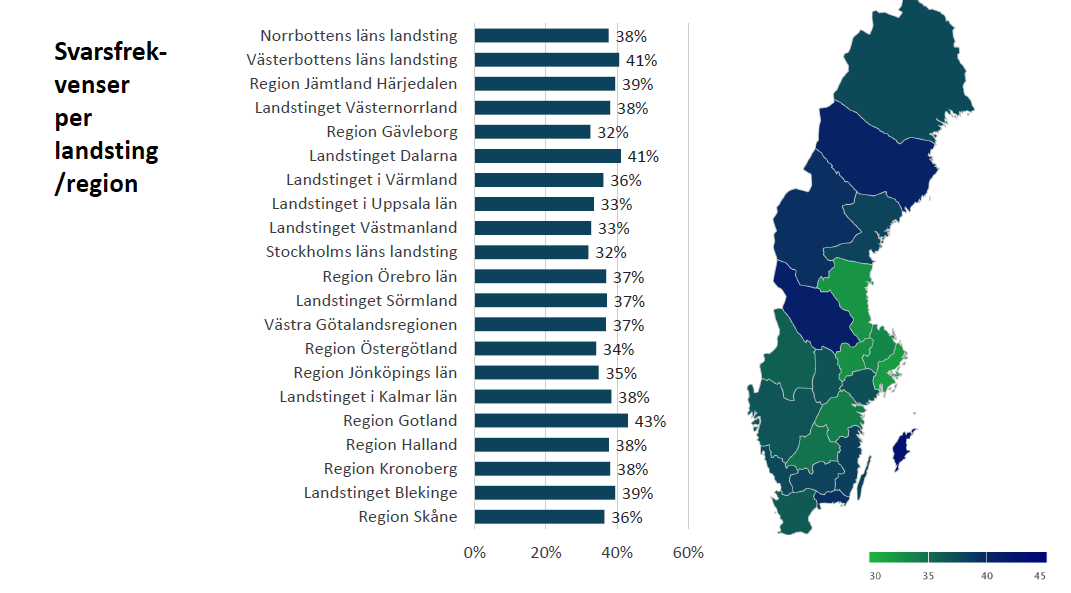 Svarsfrek-
venser
per
landsting
/region
Norrbottens läns landsting 38%
Västerbottens läns landsting 41%
Region Jämtland Härjedalen 39%
Landstinget Västernorrland 38%
Region Gävleborg 32%
Landstinget Dalarna 41%
Landstinget i Värmland 36%
Landstinget i Uppsala län 33%
Landstinget Västmanland 33%
Stockholms läns landsting 32%
Region Örebro län 37%
Landstinget Sörmland 37%
Västra Götalandsregionen 37%
Region Östergötland 34%
Region Jönköpings län 35%
Landstinget i Kalmar län 38%
Region Gotland 43%
Region Halland 38%
Region Kronoberg 38%
Landstinget Blekinge 39%
Region Skåne 36%
0% 20% 40% 60%
30 35 40 45